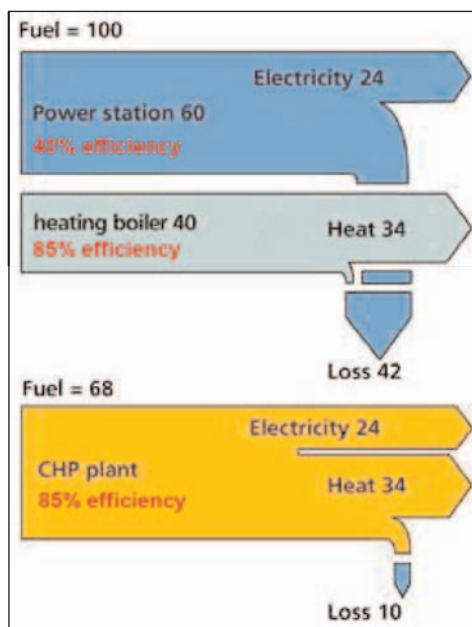 Fuel = 100
Electricity 24
Power station 60
40% efficiency
heating boiler 40
Heat 34
85% efficiency
Loss 42
Fuel = 68
Electricity 24
CHP plant
Heat 34
85% efficiency
Loss 10